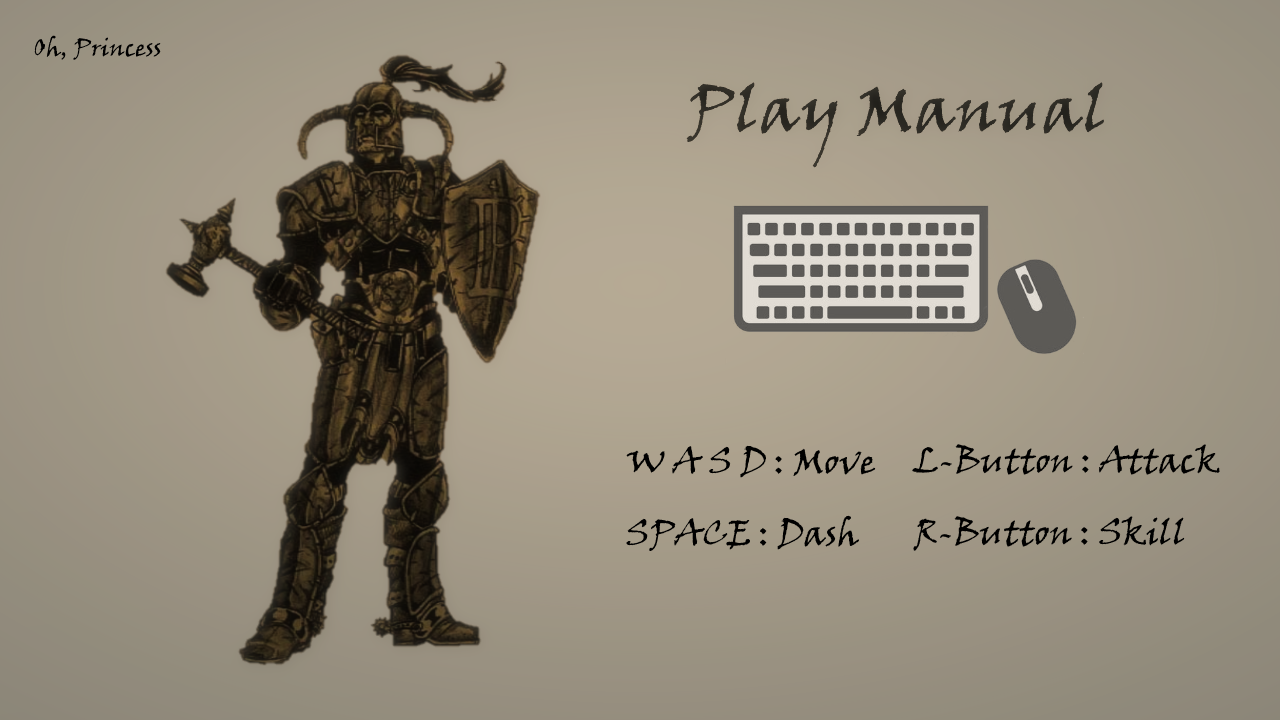 Oh, Princess
Play Manual
W A S D : Move L-Button : Attack
SPACE : Dash R-Button : Skill